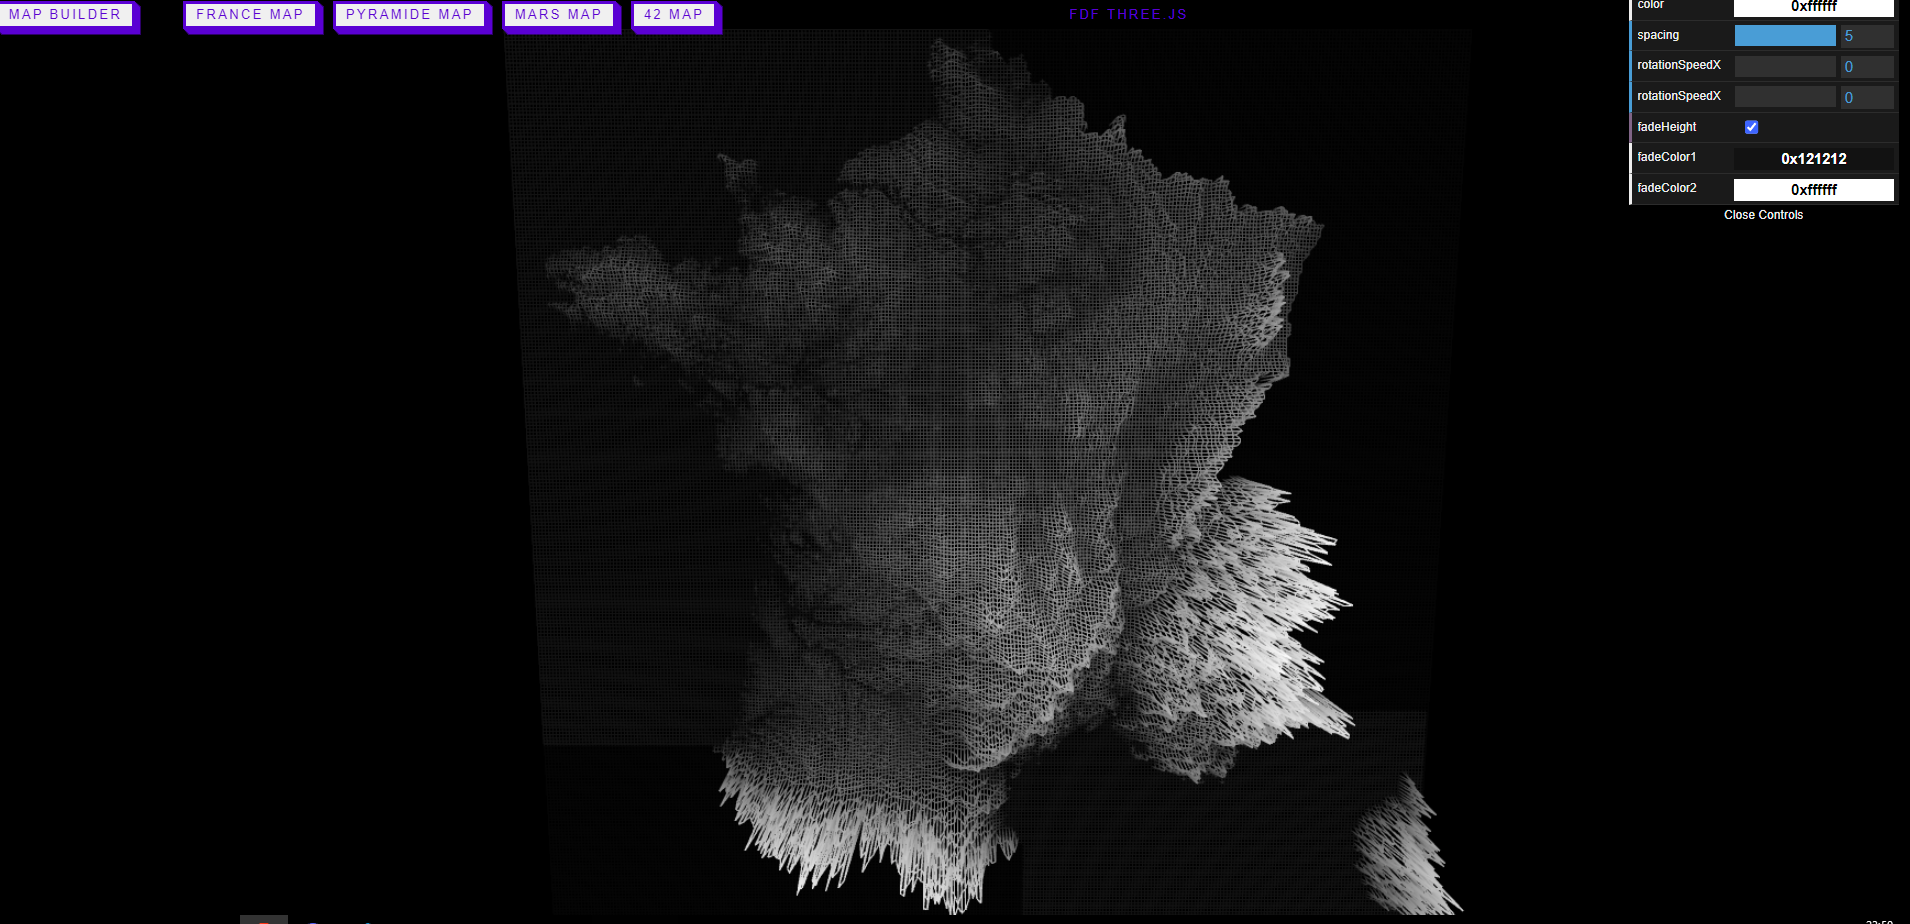 MAP BUILDER
FRANCE MAP
PYRAMIDE MAP
MARS MAP
42 MAP
FDF THREE.JS
color 0xffffff
spacing 5
rotationSpeedX 0
rotationSpeedX 0
fadeHeight
fadeColor1 0x121212
fadeColor2 0xffffff
Close Controls